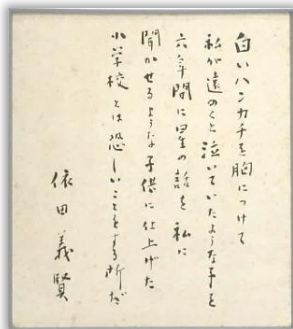 白いハンカチを胸につけて
私が遠のくと泣いていたような子を
六年間に星の話を私に
聞かせるような子供に仕上げた
小学校とは恐しいことをする所だ
依田義賢